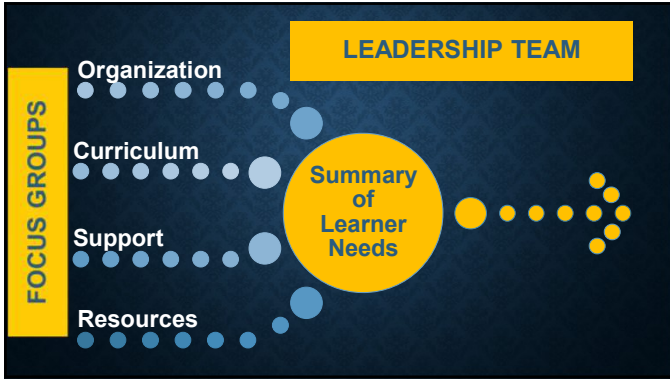 LEADERSHIP TEAM
FOCUS GROUPS
Organization
Curriculum
Support
Resources
Summary
of
Learner
Needs